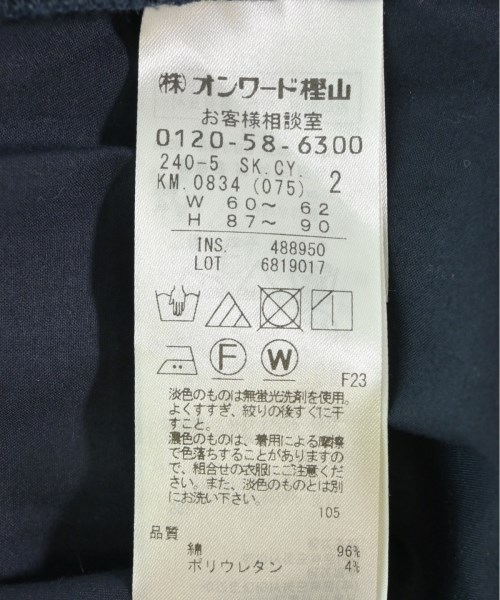 (株)オンワード樫山
お客様相談室
0120-58-6300
240-5 SK.CY.
KM.0834 (075) 2
W 60～ 62
H 87～ 90
INS. 488950
LOT 6819017
F W
F23
淡色のものは無蛍光洗剤を使用。
よくすすぎ、絞りの後すぐに干
すこと。
濃色のものは、着用による摩擦
で色落ちすることがありますの
で、組合せの衣服にご注意くだ
さい。また、淡色のものとは別
にお洗い下さい。
105
品質
綿 96%
ポリウレタン 4%